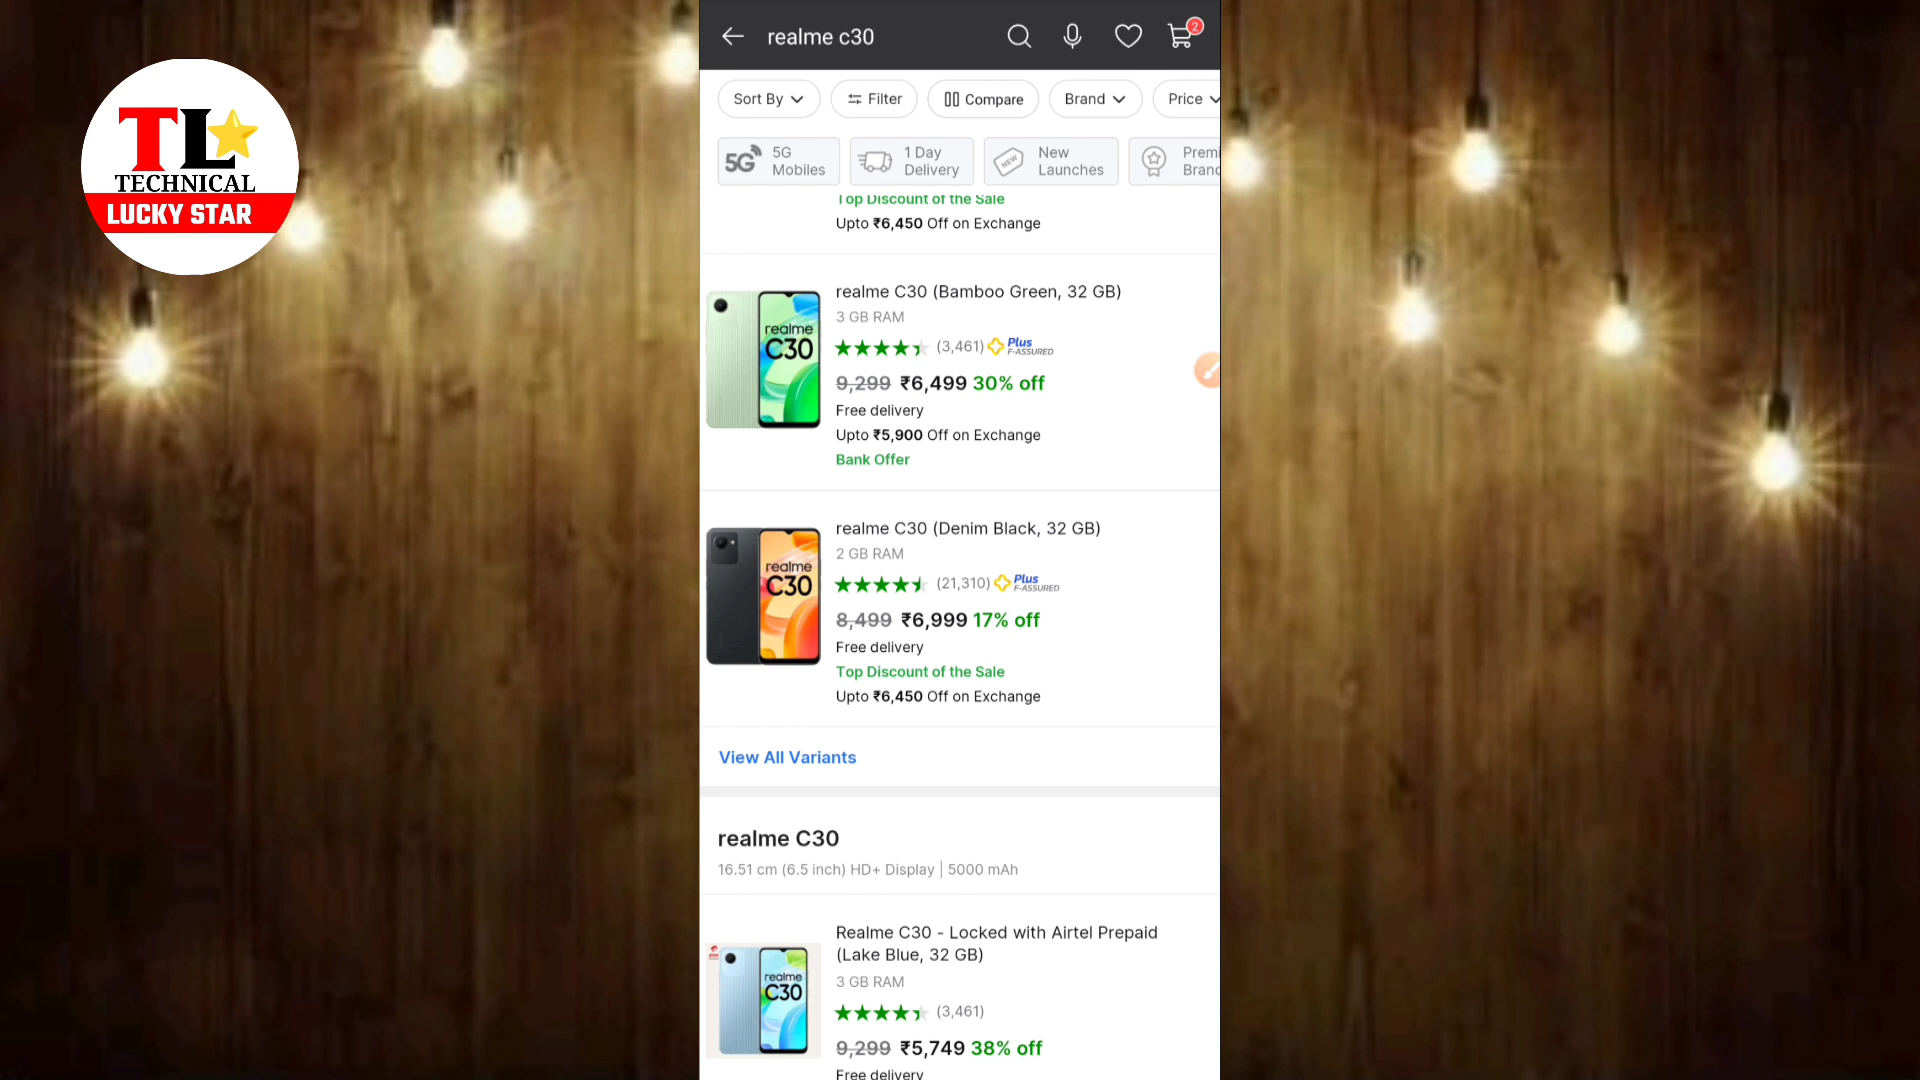 TL
TECHNICAL
LUCKY STAR
realme c30
2
Sort By
Filter
Compare
Brand
Price
5G
5G Mobiles
1 Day Delivery
NEW
New Launches
Premi
Branc
Top Discount of the Sale
Upto ₹6,450 Off on Exchange
realme C30
realme C30 (Bamboo Green, 32 GB)
3 GB RAM
(3,461) Plus F-ASSURED
9,299 ₹6,499 30% off
Free delivery
Upto ₹5,900 Off on Exchange
Bank Offer
realme C30
realme C30 (Denim Black, 32 GB)
2 GB RAM
(21,310) Plus F-ASSURED
8,499 ₹6,999 17% off
Free delivery
Top Discount of the Sale
Upto ₹6,450 Off on Exchange
View All Variants
realme C30
16.51 cm (6.5 inch) HD+ Display | 5000 mAh
realme C30
Realme C30 - Locked with Airtel Prepaid
(Lake Blue, 32 GB)
3 GB RAM
(3,461)
9,299 ₹5,749 38% off
Free delivery